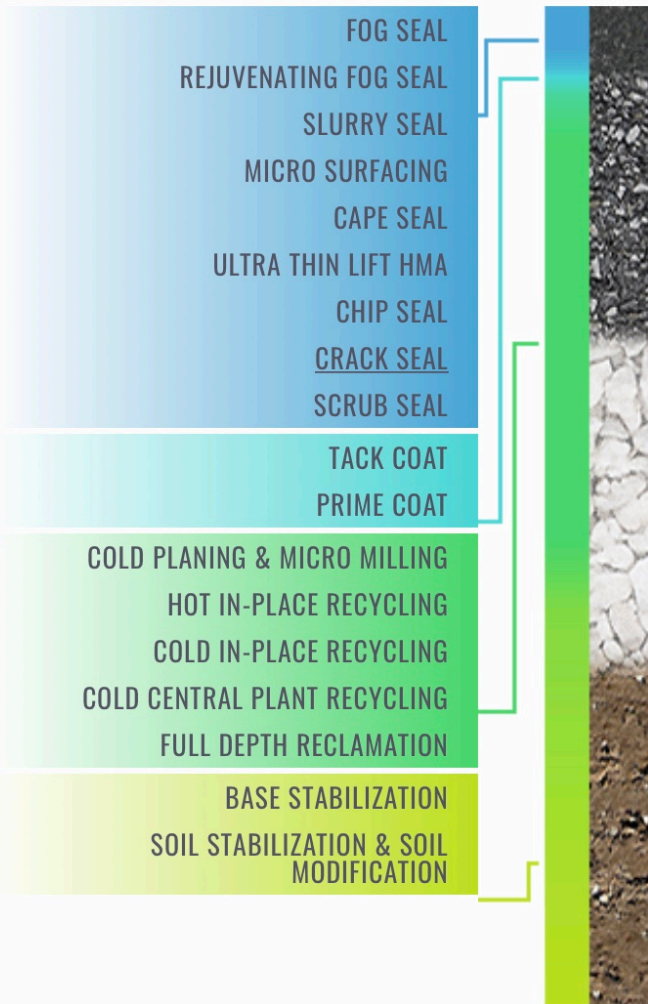 FOG SEAL
REJUVENATING FOG SEAL
SLURRY SEAL
MICRO SURFACING
CAPE SEAL
ULTRA THIN LIFT HMA
CHIP SEAL
CRACK SEAL
SCRUB SEAL
TACK COAT
PRIME COAT
COLD PLANING & MICRO MILLING
HOT IN-PLACE RECYCLING
COLD IN-PLACE RECYCLING
COLD CENTRAL PLANT RECYCLING
FULL DEPTH RECLAMATION
BASE STABILIZATION
SOIL STABILIZATION & SOIL
MODIFICATION